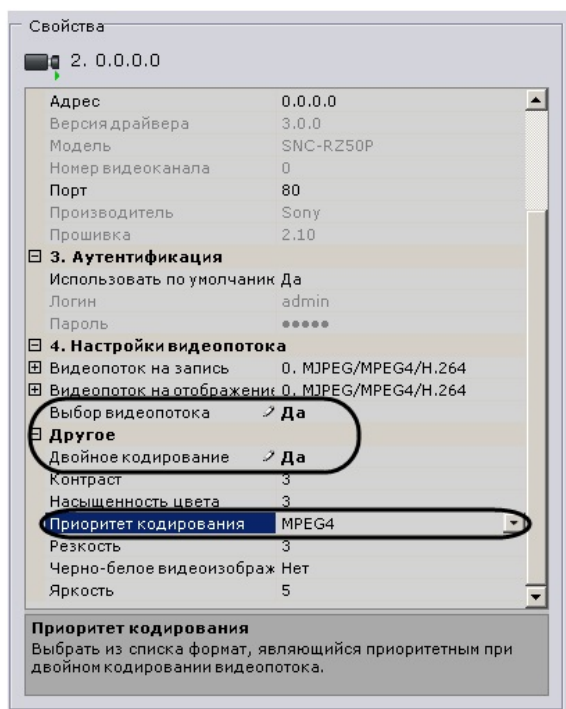 Свойства
2. 0.0.0.0
Адрес 0.0.0.0
Версия драйвера 3.0.0
Модель SNC-RZ50P
Номер видеоканала 0
Порт 80
Производитель Sony
Прошивка 2.10
3. Аутентификация
Использовать по умолчанин Да
Логин admin
Пароль •••••
4. Настройки видеопотока
Видеопоток на запись 0. MJPEG/MPEG4/H.264
Видеопоток на отображение 0. MJPEG/MPEG4/H.264
Выбор видеопотока Да
Другое
Двойное кодирование Да
Контраст 3
Насыщенность цвета 3
Приоритет кодирования MPEG4
Резкость 3
Черно-белое видеоизображ Нет
Яркость 5
Приоритет кодирования
Выбрать из списка формат, являющийся приоритетным при
двойном кодировании видеопотока.